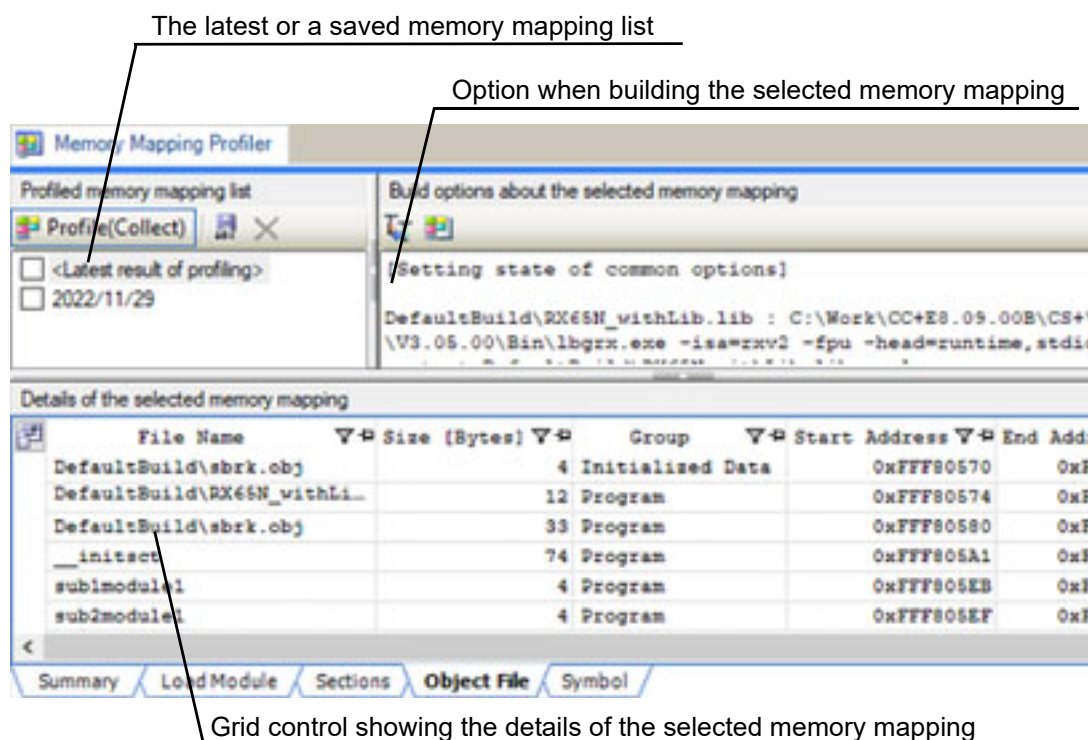 The latest or a saved memory mapping list
Option when building the selected memory mapping
Memory Mapping Profiler
Profiled memory mapping list
Build options about the selected memory mapping
Profile(Collect)
<Latest result of profiling>
2022/11/29
[Setting state of common options]
DefaultBuild\RX65N_withLib.lib : C:\Work\CC+E8.09.00B\CS+\
\V3.05.00\Bin\lbgrx.exe -isa=rxv2 -fpu -head=runtime,stdio
Details of the selected memory mapping
File Name Size [Bytes] Group Start Address End Addr
DefaultBuild\sbrk.obj 4 Initialized Data 0xFFF80570 0xF
DefaultBuild\RX65N_withLi… 12 Program 0xFFF80574 0xF
DefaultBuild\sbrk.obj 33 Program 0xFFF80580 0xF
__initsct 74 Program 0xFFF805A1 0xF
sub1module1 4 Program 0xFFF805EB 0xF
sub2module1 4 Program 0xFFF805EF 0xF
Summary Load Module Sections Object File Symbol
Grid control showing the details of the selected memory mapping